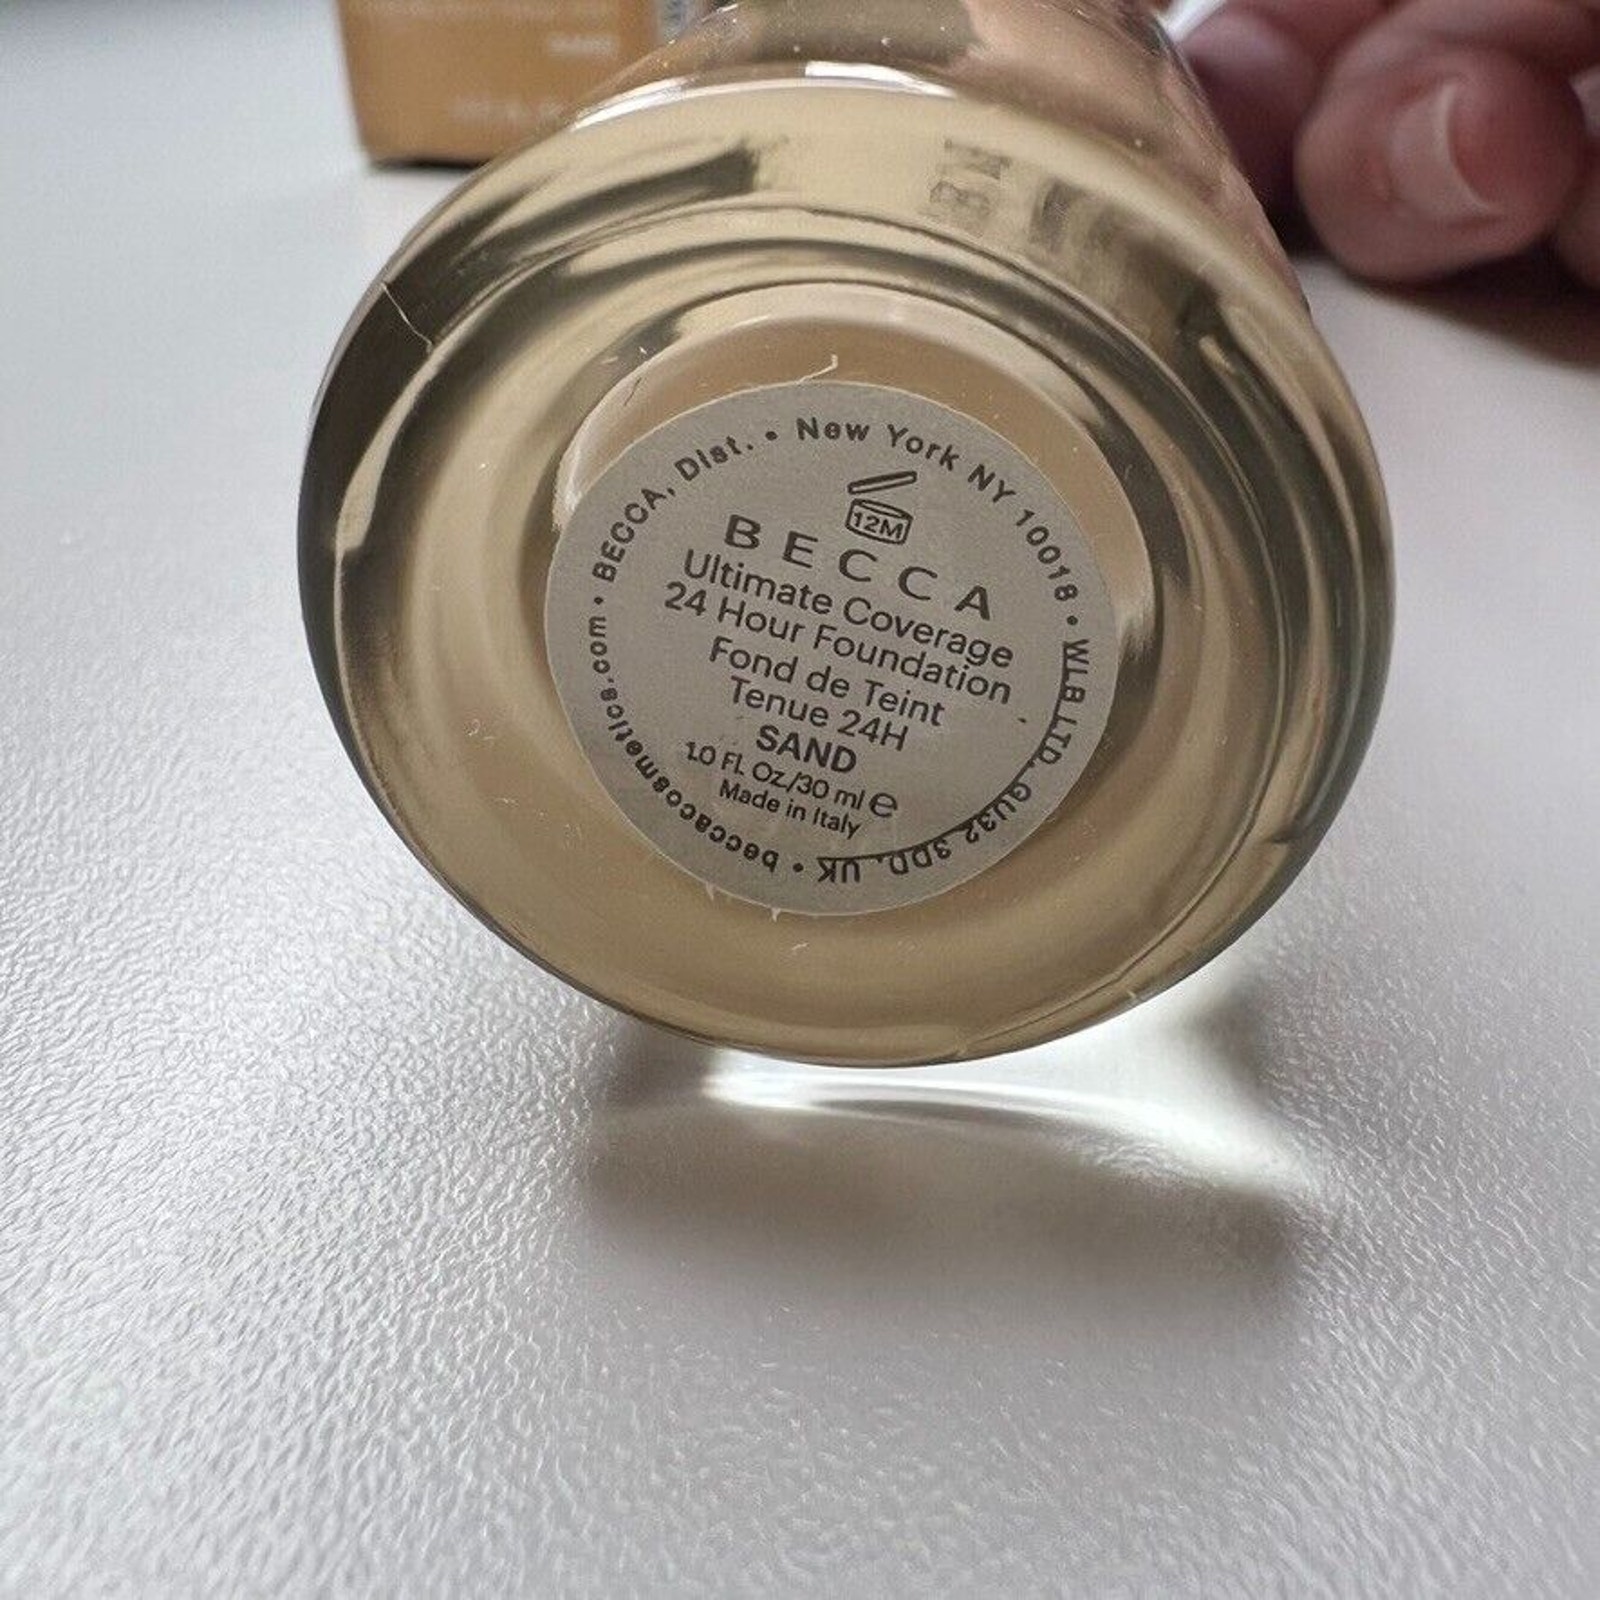 BECCA, Dist. • New York NY 10018 • WLB LTD. GU32 3DD. UK • beccacosmetics.com •
12M
BECCA
Ultimate Coverage
24 Hour Foundation
Fond de Teint
Tenue 24H
SAND
1.0 Fl. Oz./30 ml ℮
Made in Italy